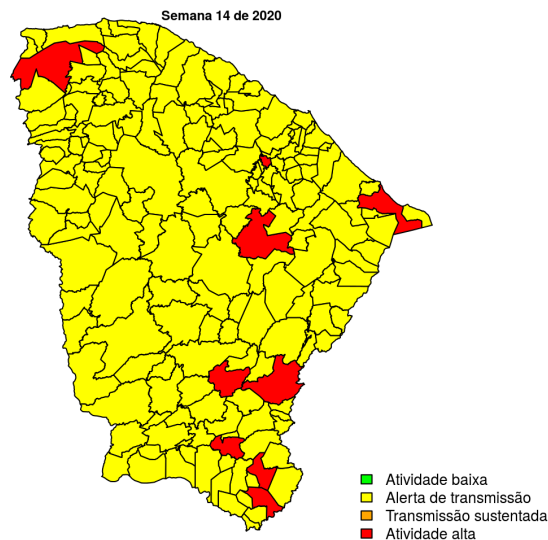 Semana 14 de 2020
Atividade baixa
Alerta de transmissão
Transmissão sustentada
Atividade alta